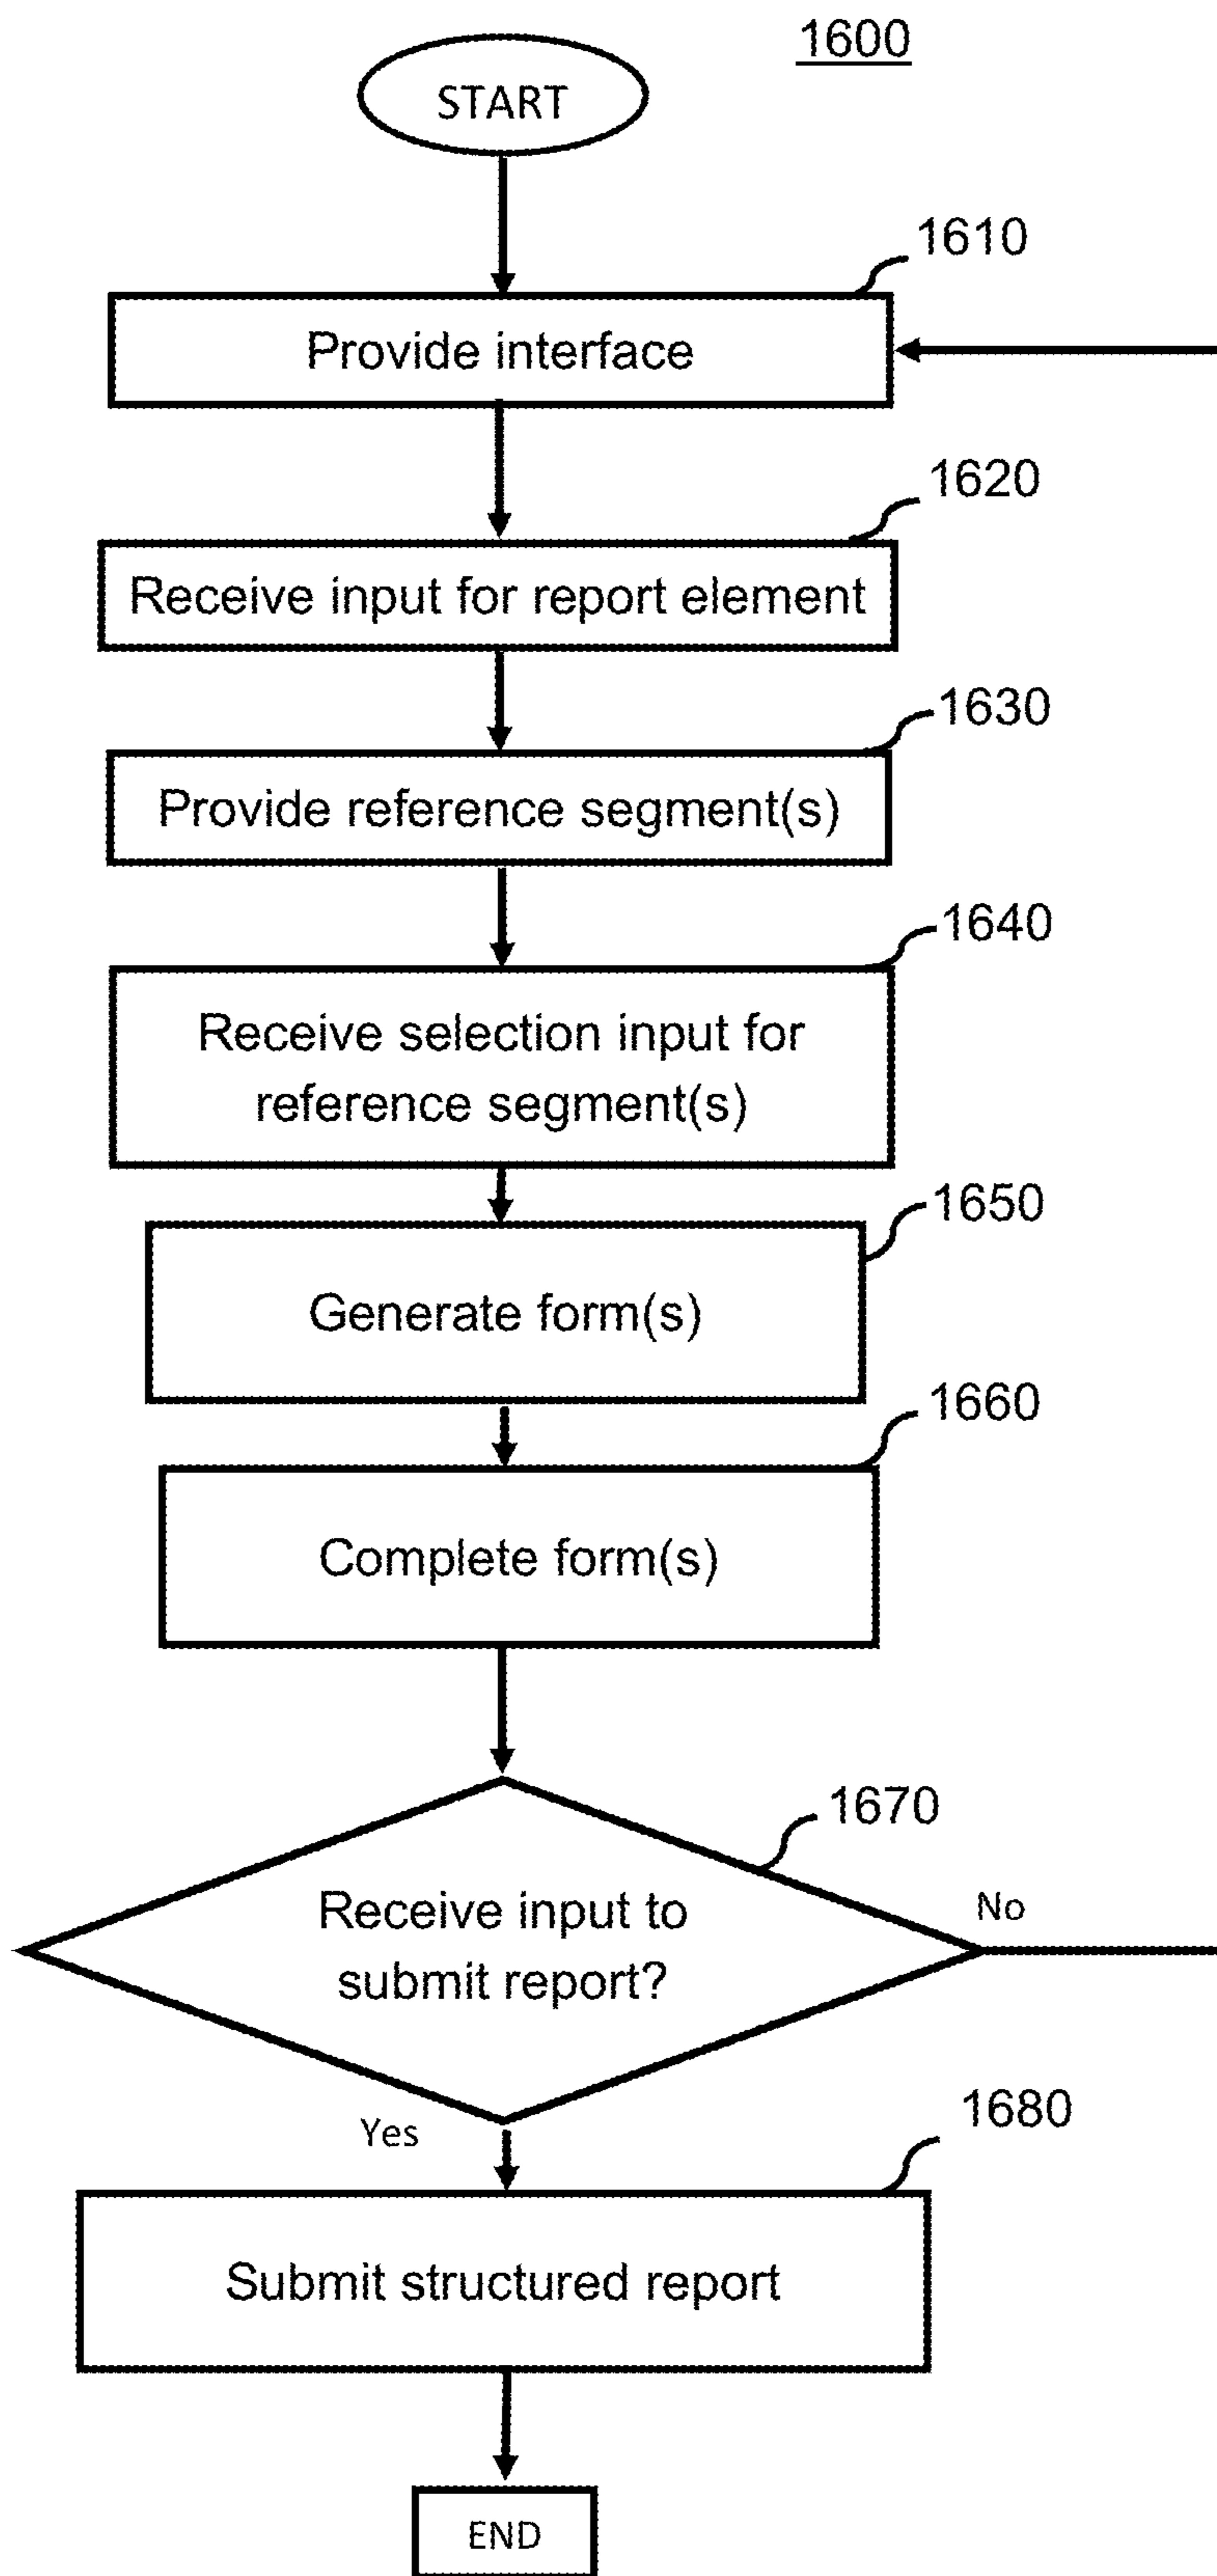 1600
START
1610
Provide interface
1620
Receive input for report element
1630
Provide reference segment(s)
1640
Receive selection input for
reference segment(s)
1650
Generate form(s)
1660
Complete form(s)
1670
Receive input to
submit report?
No
Yes
1680
Submit structured report
END